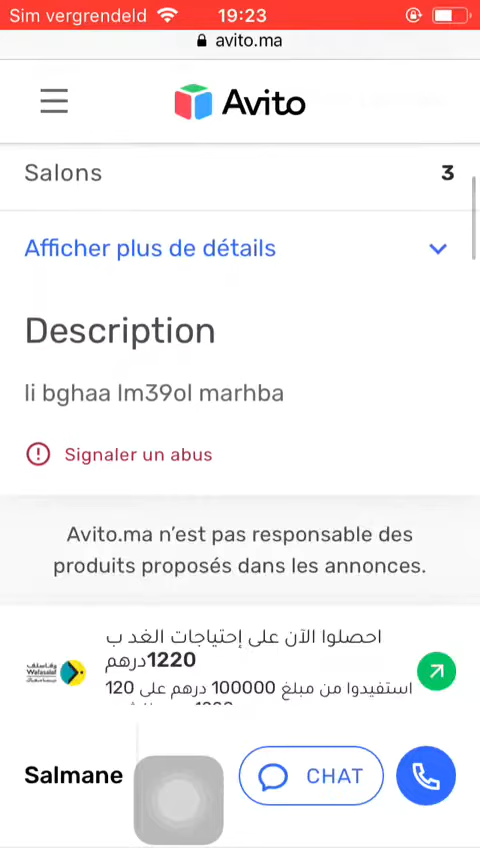 Sim vergrendeld 19:23
avito.ma
Avito
Salons 3
Afficher plus de détails
Description
li bghaa lm39ol marhba
Signaler un abus
Avito.ma n’est pas responsable des
produits proposés dans les annonces.
احصلوا الآن على إحتياجات الغد ب
1220درهم
استفيدوا من مبلغ 100000 درهم على 120
وفاسلف
Wafasalaf
Salmane CHAT